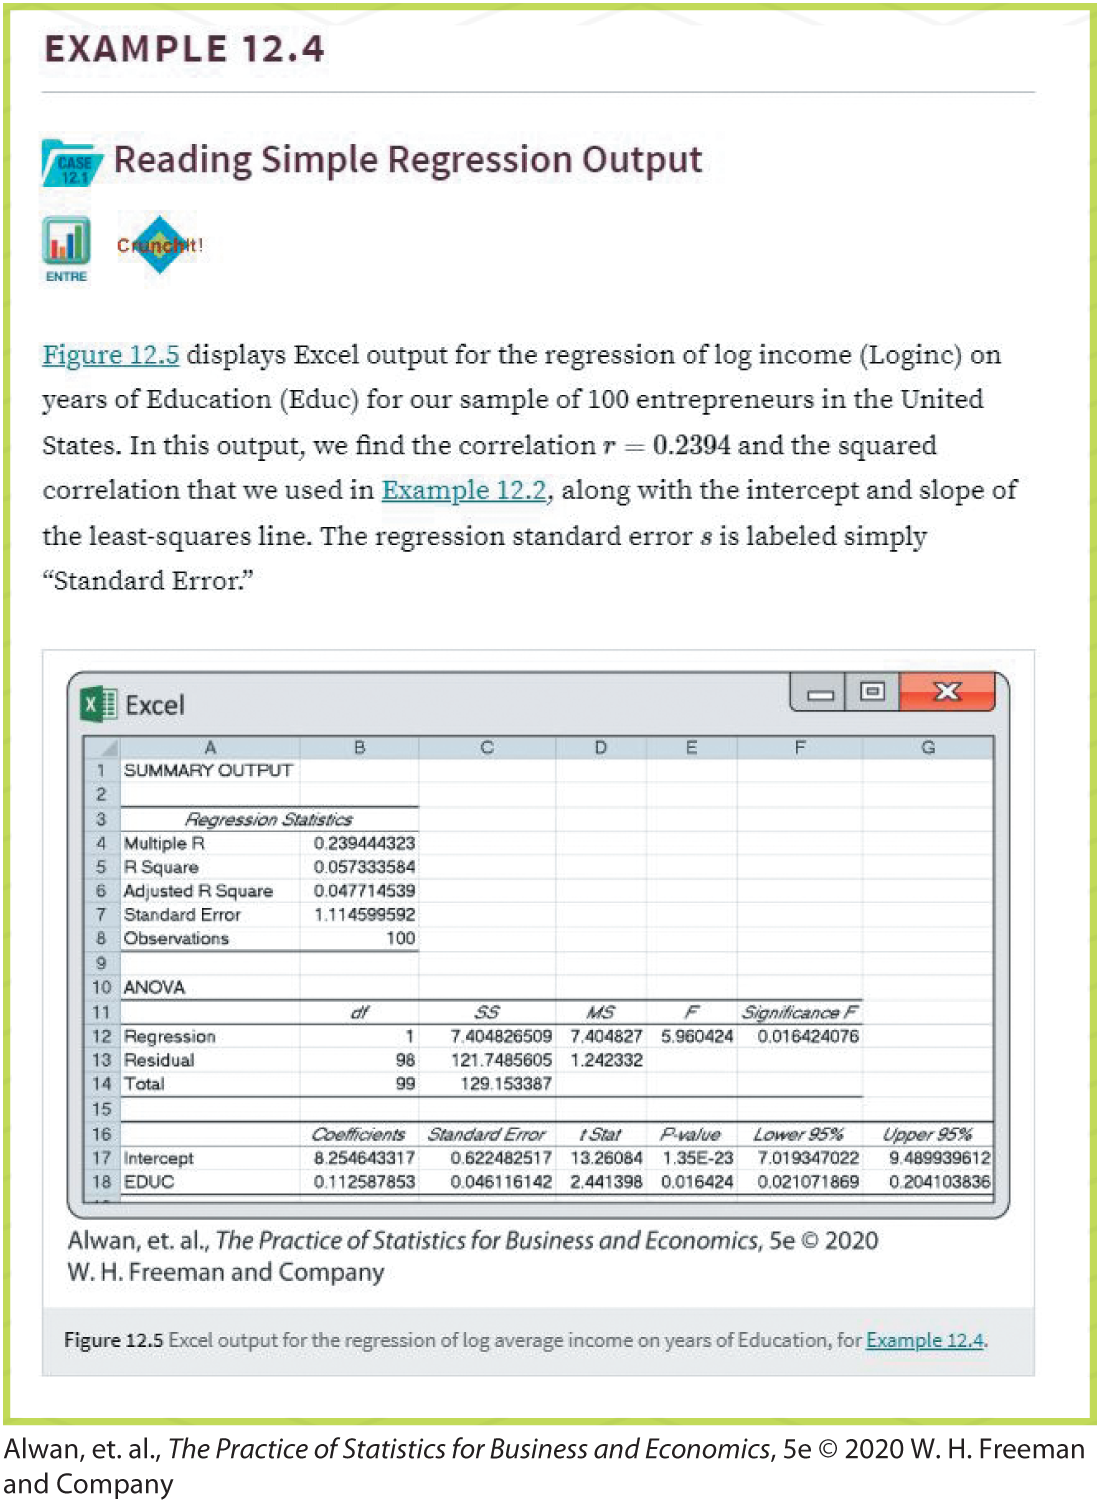 EXAMPLE 12.4
CASE
12.1
Reading Simple Regression Output
ENTRE
CrunchIt!
Figure 12.5 displays Excel output for the regression of log income (Loginc) on
years of Education (Educ) for our sample of 100 entrepreneurs in the United
States. In this output, we find the correlation r = 0.2394 and the squared
correlation that we used in Example 12.2, along with the intercept and slope of
the least-squares line. The regression standard error s is labeled simply
“Standard Error.”
X Excel
A B C D E F G
1 SUMMARY OUTPUT
2
3 Regression Statistics
4 Multiple R 0.239444323
5 R Square 0.057333584
6 Adjusted R Square 0.047714539
7 Standard Error 1.114599592
8 Observations 100
9
10 ANOVA
11 df SS MS F Significance F
12 Regression 1 7.404826509 7.404827 5.960424 0.016424076
13 Residual 98 121.7485605 1.242332
14 Total 99 129.153387
15
16 Coefficients Standard Error t Stat P-value Lower 95% Upper 95%
17 Intercept 8.254643317 0.622482517 13.26084 1.35E-23 7.019347022 9.489939612
18 EDUC 0.112587853 0.046116142 2.441398 0.016424 0.021071869 0.204103836
Alwan, et. al., The Practice of Statistics for Business and Economics, 5e © 2020
W. H. Freeman and Company
Figure 12.5 Excel output for the regression of log average income on years of Education, for Example 12.4.
Alwan, et. al., The Practice of Statistics for Business and Economics, 5e © 2020 W. H. Freeman
and Company